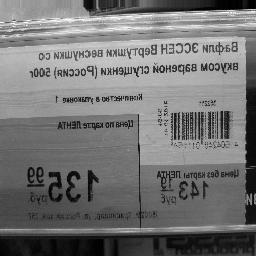 Вафли ЭССЕН Вертушки веснушки со
вкусом вареной сгущенки (Россия) 500г
Количество в упаковке 1
Цена по карте ЛЕНТА
135 99
руб
Цена без карты
ЛЕНТА
143 19
руб